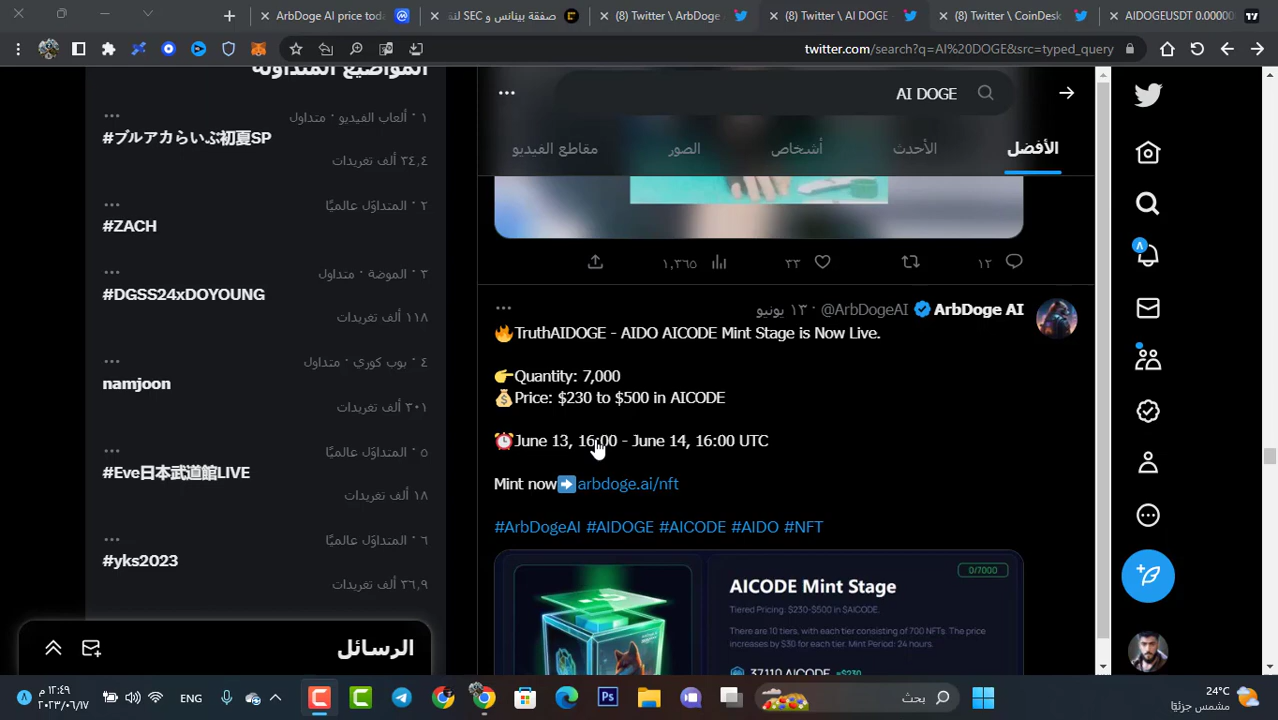 ArbDoge AI price toda
صفقة بينانس و SEC لتق
(8) Twitter \ ArbDoge
(8) Twitter \ AI DOGE
(8) Twitter \ CoinDesk
AIDOGEUSDT 0.00000
twitter.com/search?q=AI%20DOGE&src=typed_query
المواضيع المتداولة
١ · ألعاب الفيديو · متداول
#ブルアカらいぶ初夏SP
٣٤,٤ ألف تغريدات
٢ · المتداوَل عالميًا
#ZACH
٣ · الموضة · متداول
#DGSS24xDOYOUNG
١١٨ ألف تغريدات
٤ · بوب كوري · متداول
namjoon
٣٠١ ألف تغريدات
٥ · المتداوَل عالميًا
#Eve日本武道館LIVE
١٨ ألف تغريدات
٦ · المتداوَل عالميًا
#yks2023
٣٦,٩ ألف تغريدات
الرسائل
AI DOGE
الأفضل
الأحدث
أشخاص
الصور
مقاطع الفيديو
١٢
٣٣
١,٣٦٥
ArbDoge AI @ArbDogeAI · ١٣ يونيو
🔥TruthAIDOGE - AIDO AICODE Mint Stage is Now Live.
👉Quantity: 7,000
💰Price: $230 to $500 in AICODE
⏰June 13, 16:00 - June 14, 16:00 UTC
Mint now➡️arbdoge.ai/nft
#ArbDogeAI #AIDOGE #AICODE #AIDO #NFT
0/7000
AICODE Mint Stage
Tiered Pricing: $230-$500 in $AICODE.
There are 10 tiers, with each tier consisting of 700 NFTs. The price
increases by $30 for each tier. Mint Period: 24 hours.
37110 AICODE ≈$230
٨
١٢:٤٩ م
٢٠٢٣/٠٦/١٧
ENG
Ps
بحث
24°C
مشمس جزئيًا